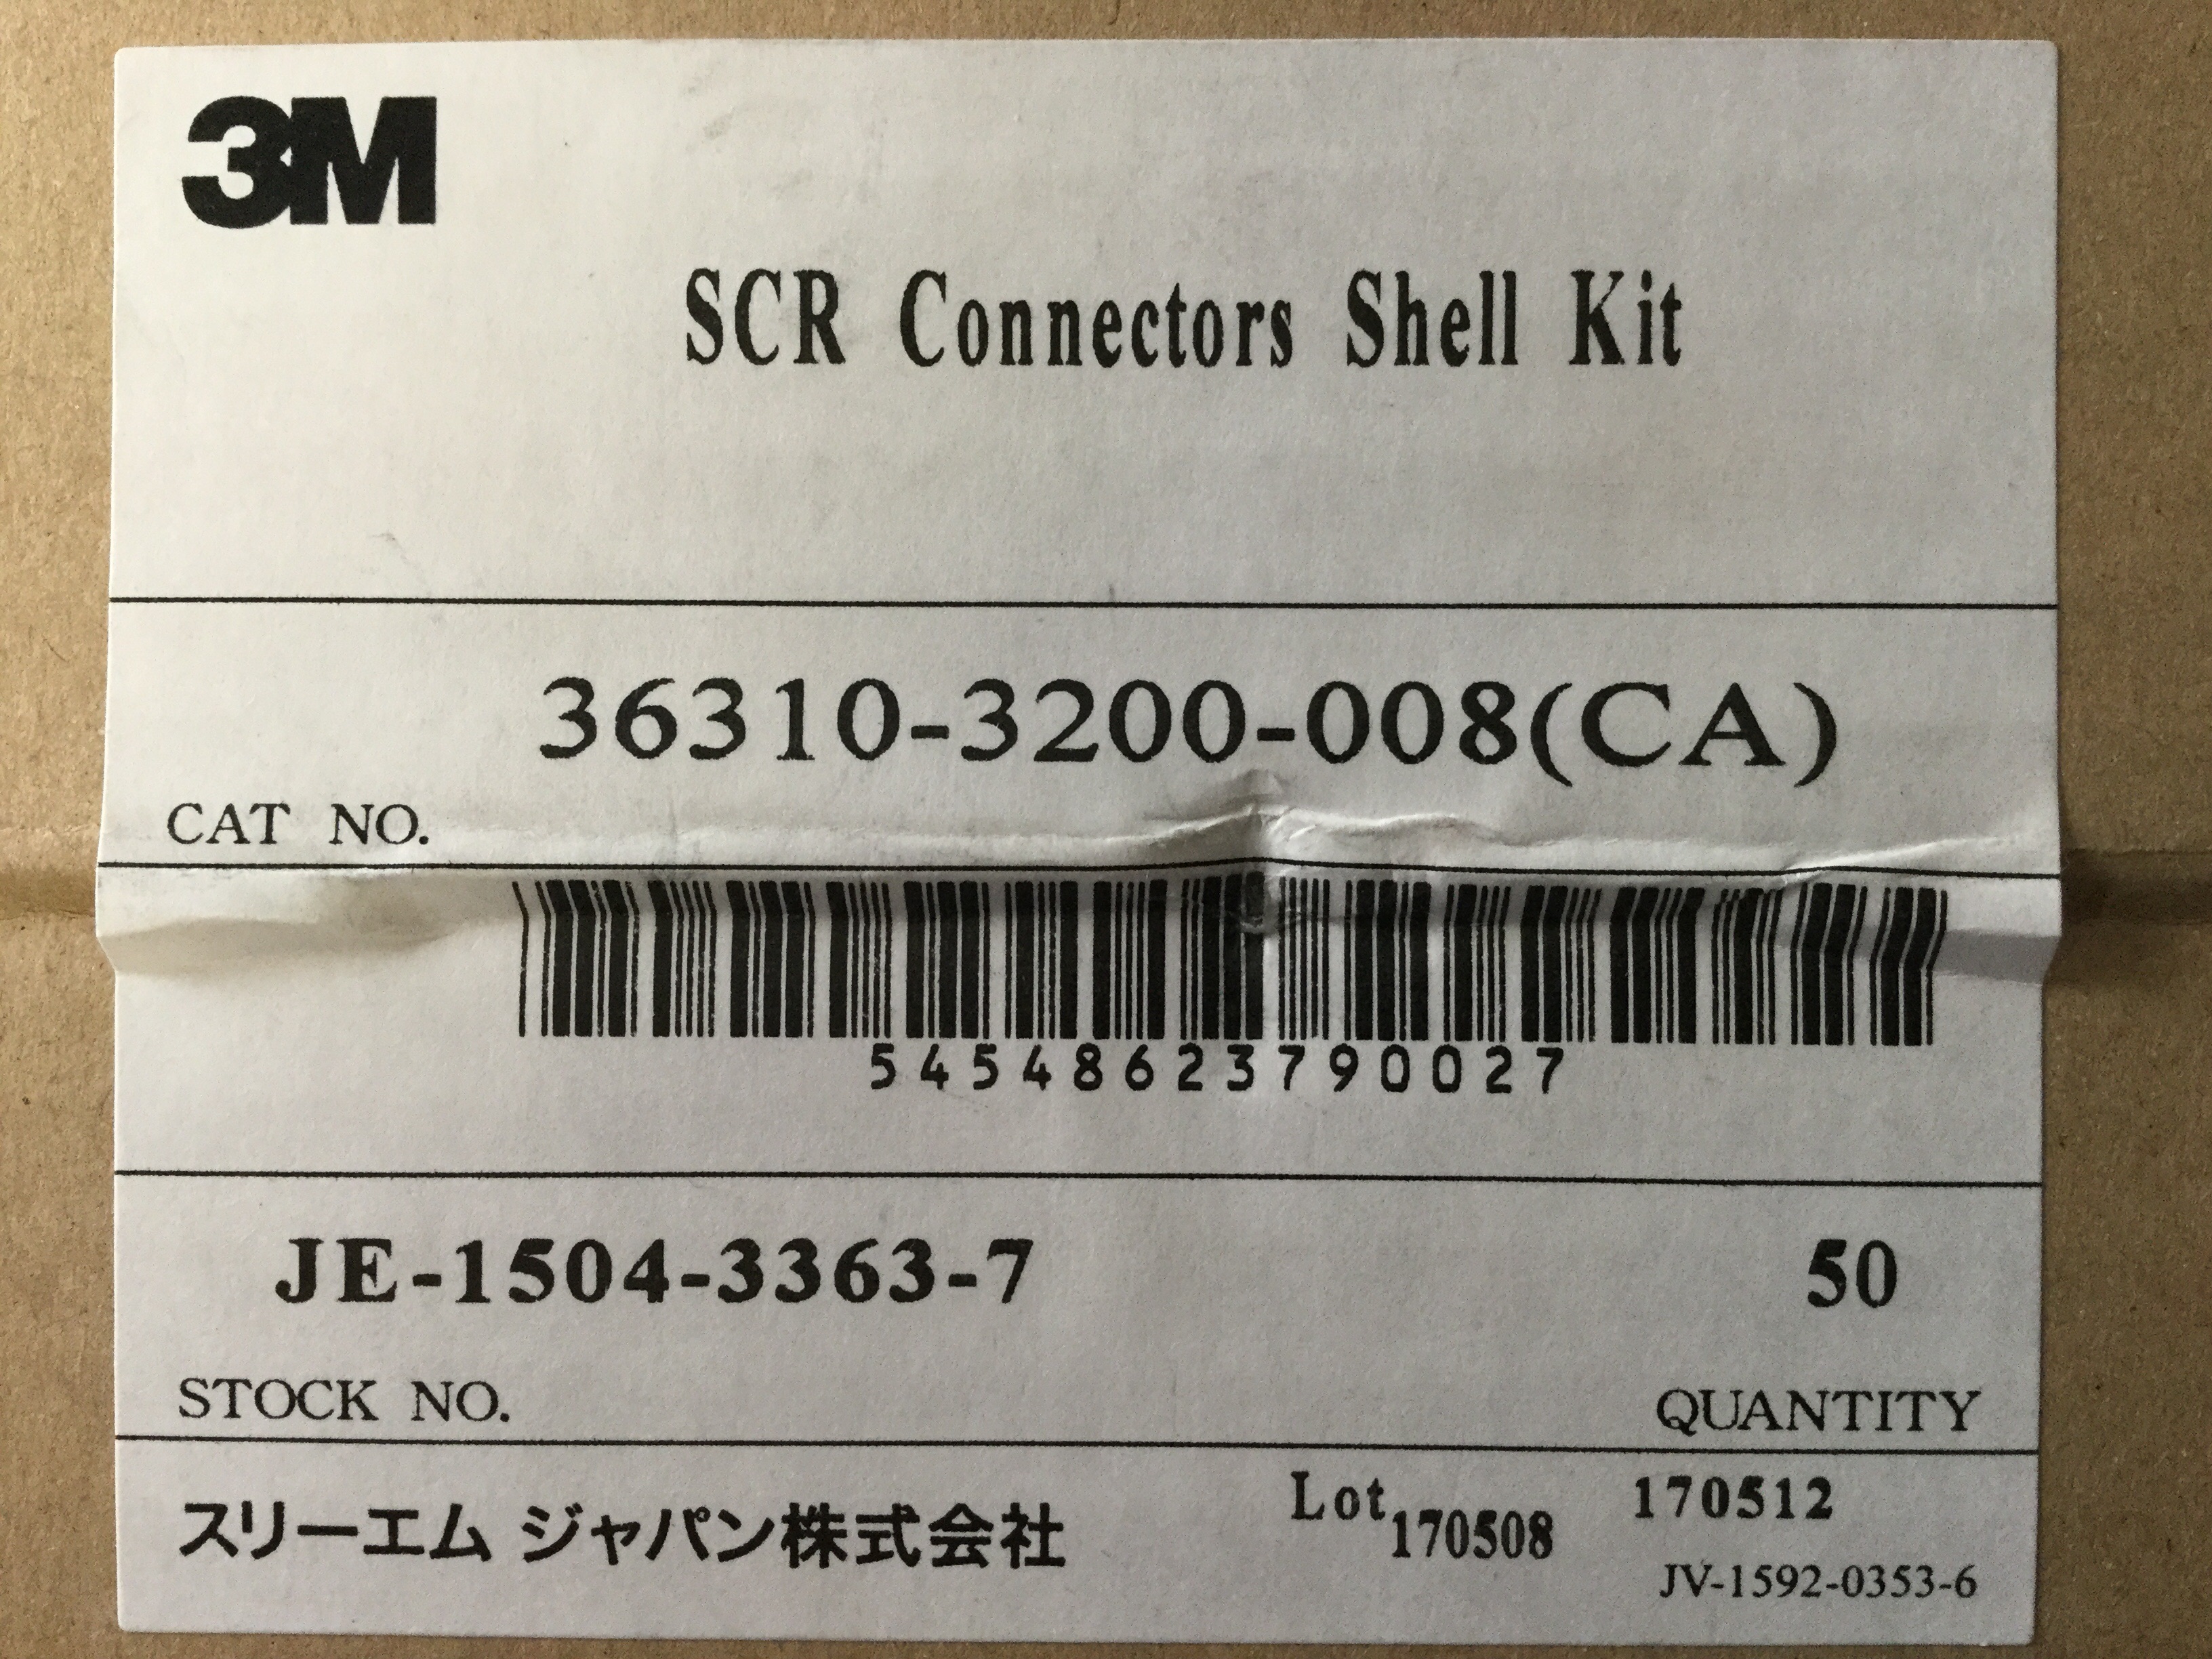 3M
SCR Connectors Shell Kit
36310-3200-008(CA)
CAT NO.
54548623790027
JE-1504-3363-7 50
STOCK NO. QUANTITY
スリーエム ジャパン株式会社 Lot 170508 170512
JV-1592-0353-6